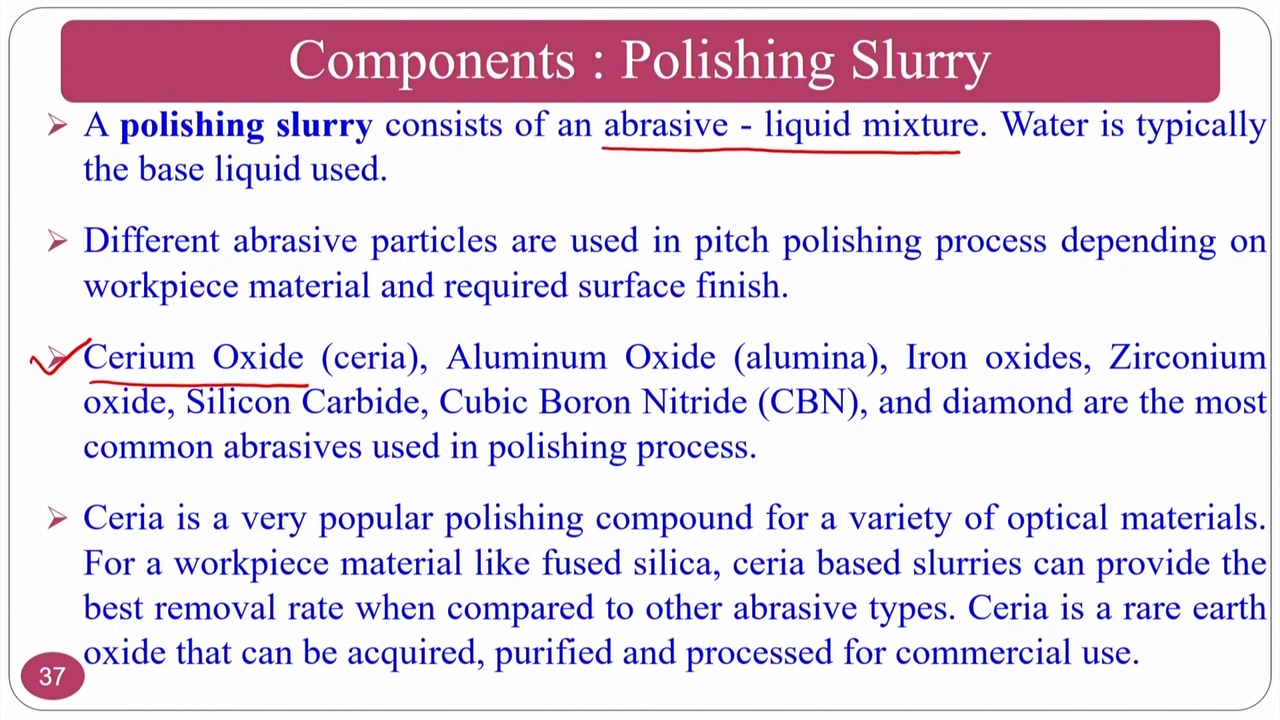 Components : Polishing Slurry
A polishing slurry consists of an abrasive - liquid mixture. Water is typically
the base liquid used.
Different abrasive particles are used in pitch polishing process depending on
workpiece material and required surface finish.
Cerium Oxide (ceria), Aluminum Oxide (alumina), Iron oxides, Zirconium
oxide, Silicon Carbide, Cubic Boron Nitride (CBN), and diamond are the most
common abrasives used in polishing process.
Ceria is a very popular polishing compound for a variety of optical materials.
For a workpiece material like fused silica, ceria based slurries can provide the
best removal rate when compared to other abrasive types. Ceria is a rare earth
oxide that can be acquired, purified and processed for commercial use.
37